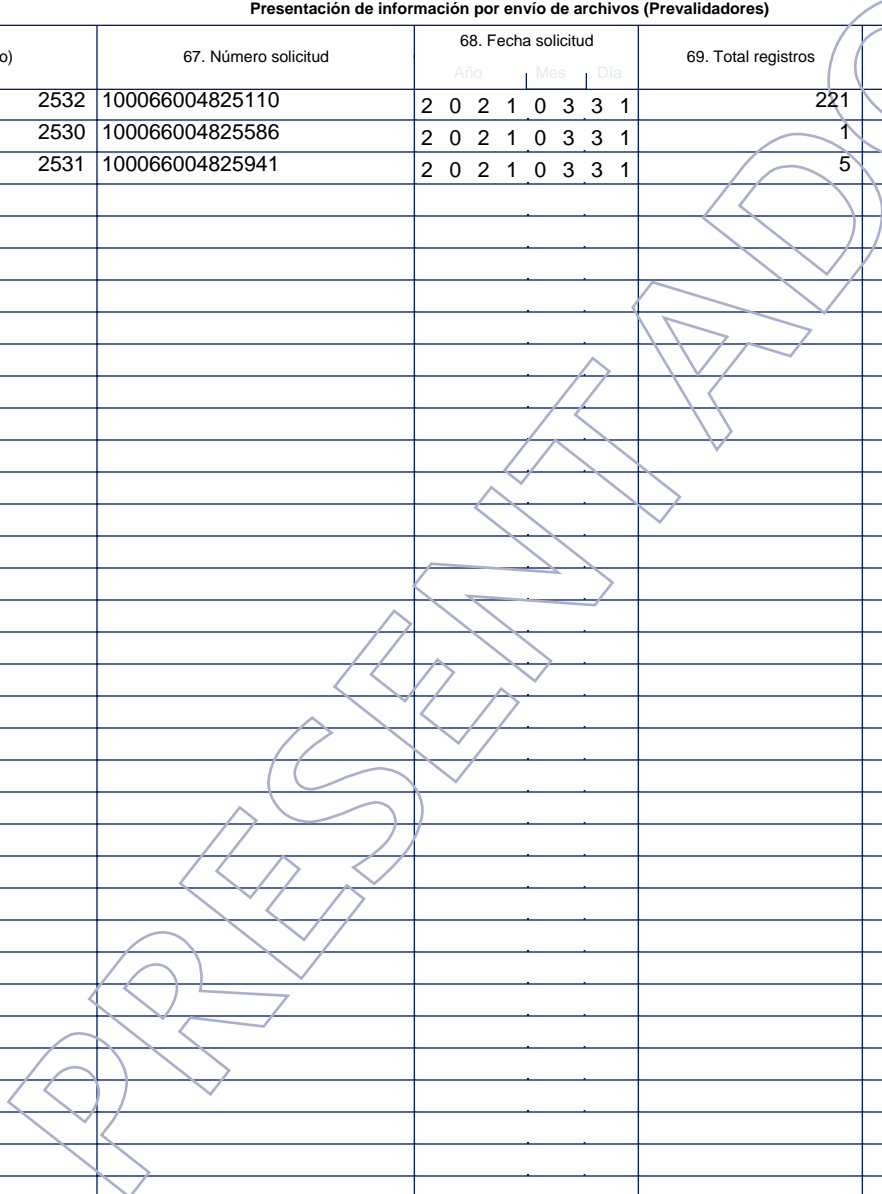 Presentación de información por envío de archivos (Prevalidadores)
o) 67. Número solicitud 68. Fecha solicitud 69. Total registros
Año Mes Día
2532 100066004825110 2 0 2 1 0 3 3 1 221
2530 100066004825586 2 0 2 1 0 3 3 1 1
2531 100066004825941 2 0 2 1 0 3 3 1 5
PRESENTADO